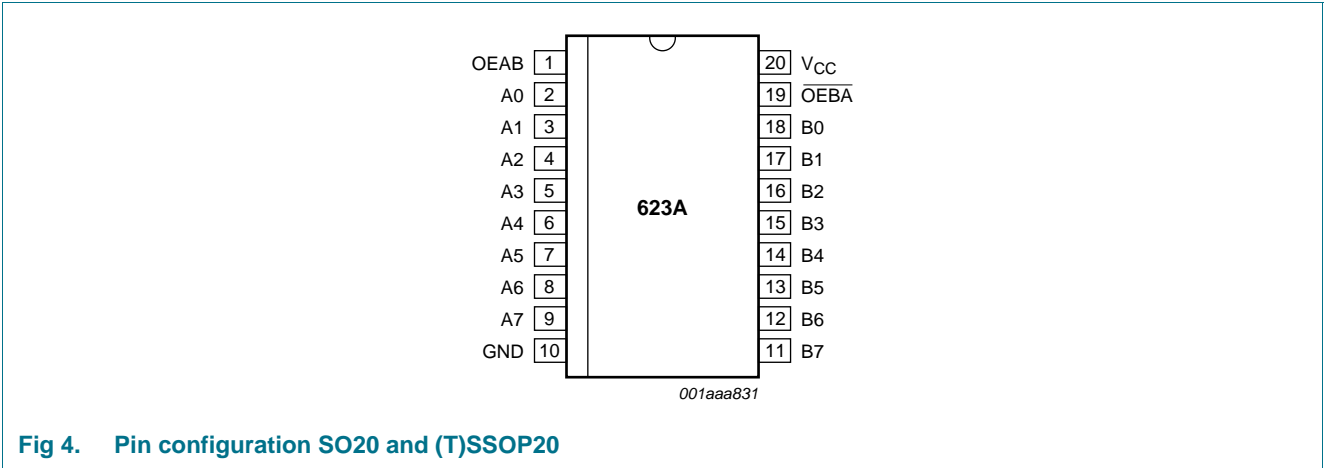 OEAB 1 20 VCC
A0 2 19 OEBA
A1 3 18 B0
A2 4 17 B1
A3 5 16 B2
623A
A4 6 15 B3
A5 7 14 B4
A6 8 13 B5
A7 9 12 B6
GND 10 11 B7
001aaa831
Fig 4. Pin configuration SO20 and (T)SSOP20